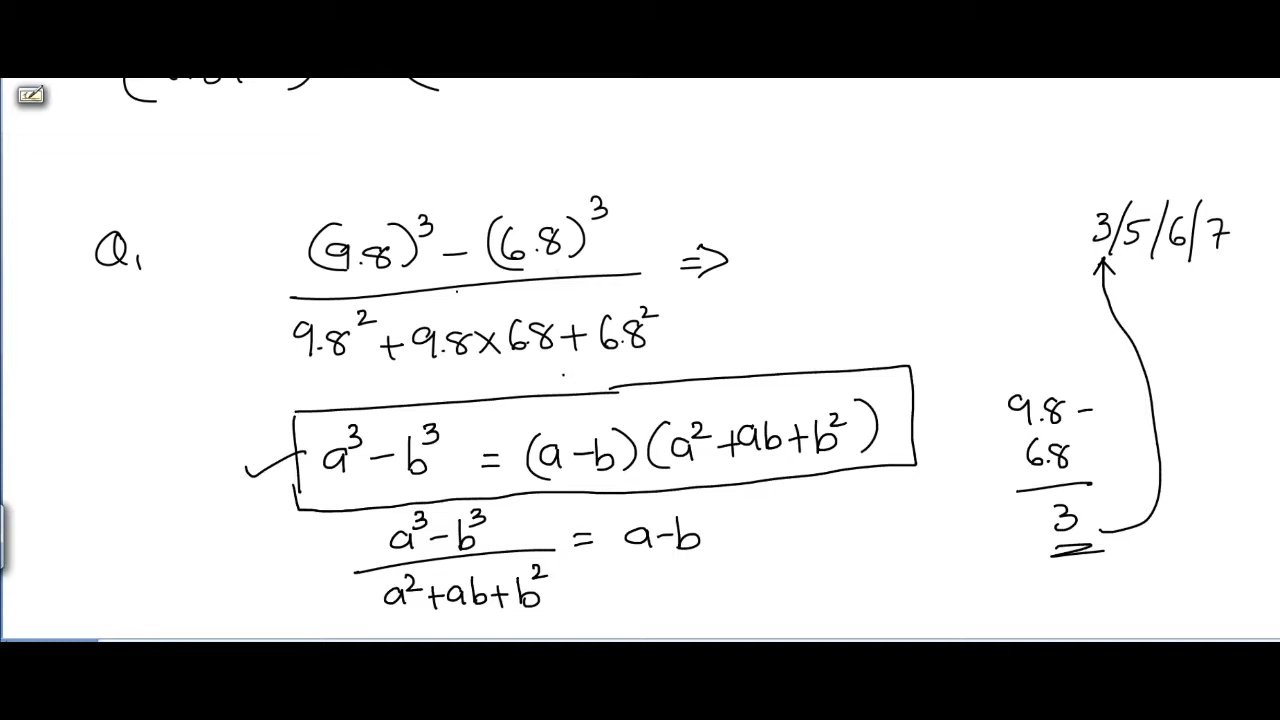 Q1 (9.8)³ - (6.8)³ ⇒ 3/5/6/7
9.8² + 9.8 × 6.8 + 6.8²
a³ - b³ = (a-b)(a² + ab + b²)
a³ - b³ = a-b
a² + ab + b²
9.8 -
6.8
3